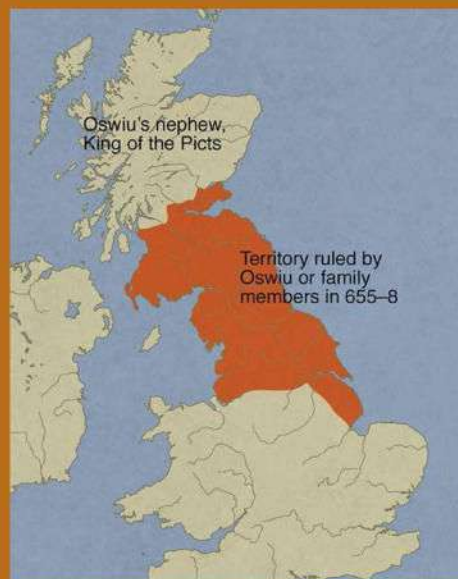 Oswiu's nephew,
King of the Picts
Territory ruled by
Oswiu or family
members in 655–8